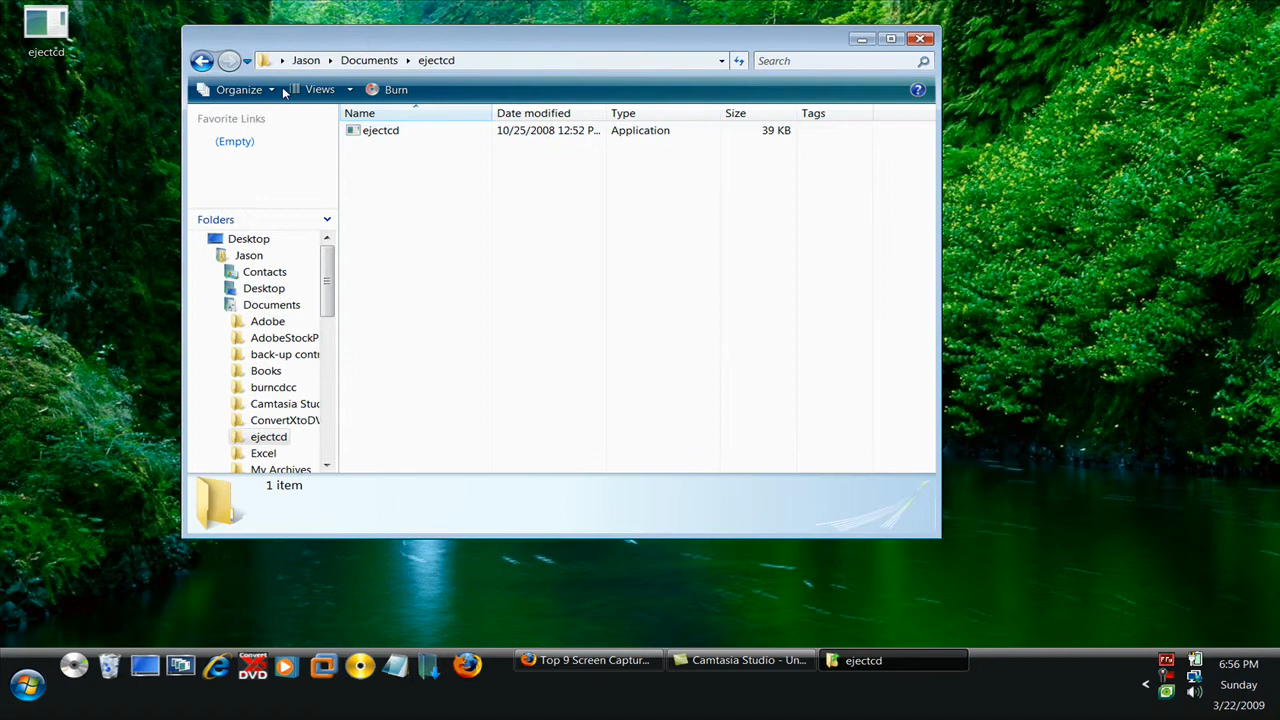 ejectcd
Jason Documents ejectcd
Search
Organize Views Burn
Favorite Links
(Empty)
Folders
Desktop
Jason
Contacts
Desktop
Documents
Adobe
AdobeStockP
back-up contr
Books
burncdcc
Camtasia Stud
ConvertXtoDV
ejectcd
Excel
My Archives
Name Date modified Type Size Tags
ejectcd 10/25/2008 12:52 P... Application 39 KB
1 item
CONVERT X DVD
Top 9 Screen Captur...
Camtasia Studio - Un...
ejectcd
6:56 PM
Sunday
3/22/2009